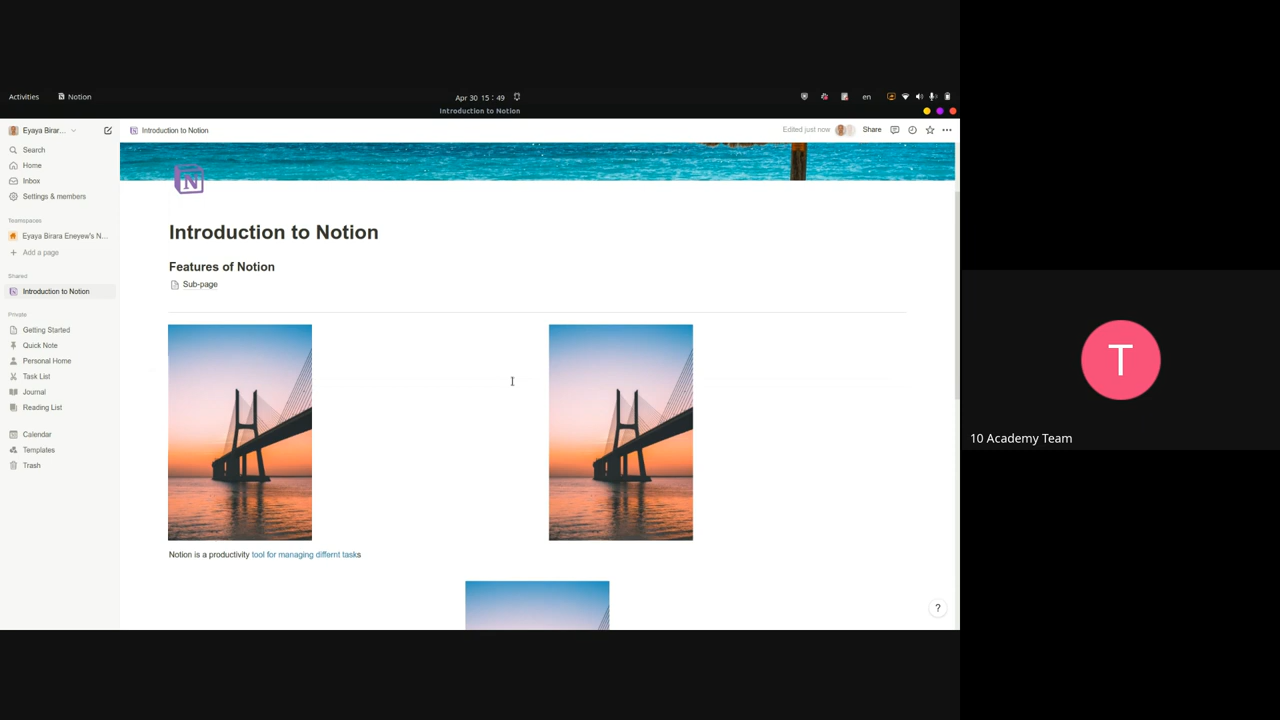 Activities
Notion
Apr 30 15:49
en
Introduction to Notion
Eyaya Birar...
Introduction to Notion
Edited just now
Share
Search
Home
Inbox
Settings & members
Teamspaces
Eyaya Birara Eneyew's N...
Add a page
Shared
Introduction to Notion
Private
Getting Started
Quick Note
Personal Home
Task List
Journal
Reading List
Calendar
Templates
Trash
Introduction to Notion
Features of Notion
Sub-page
Notion is a productivity tool for managing differnt tasks
?
T
10 Academy Team